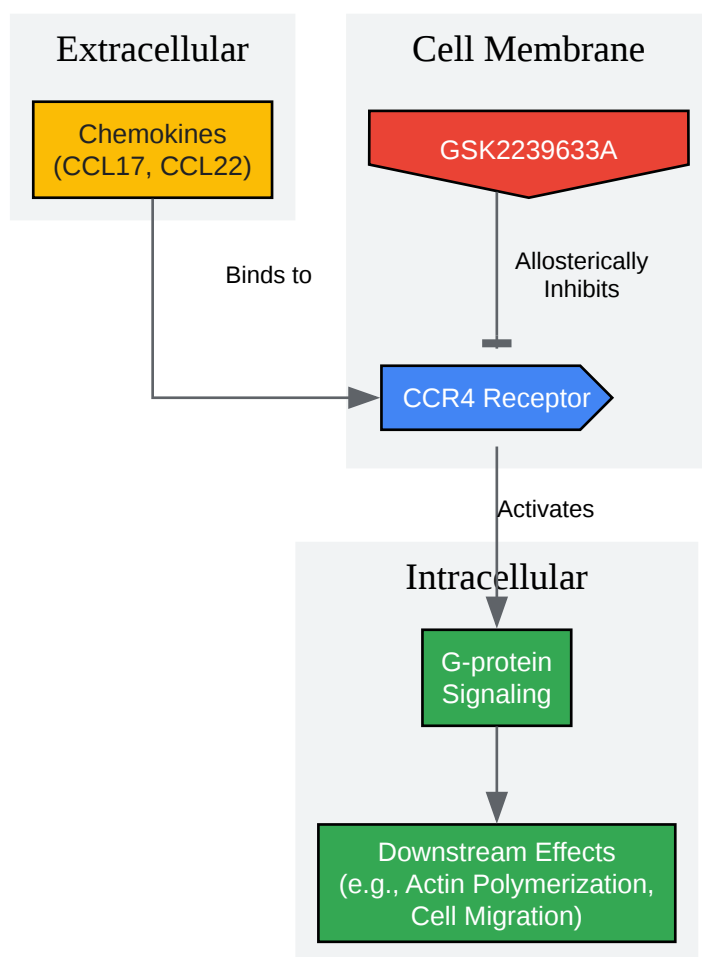 Extracellular
Cell Membrane
Chemokines
(CCL17, CCL22)
GSK2239633A
Binds to
Allosterically
Inhibits
CCR4 Receptor
Activates
Intracellular
G-protein
Signaling
Downstream Effects
(e.g., Actin Polymerization,
Cell Migration)